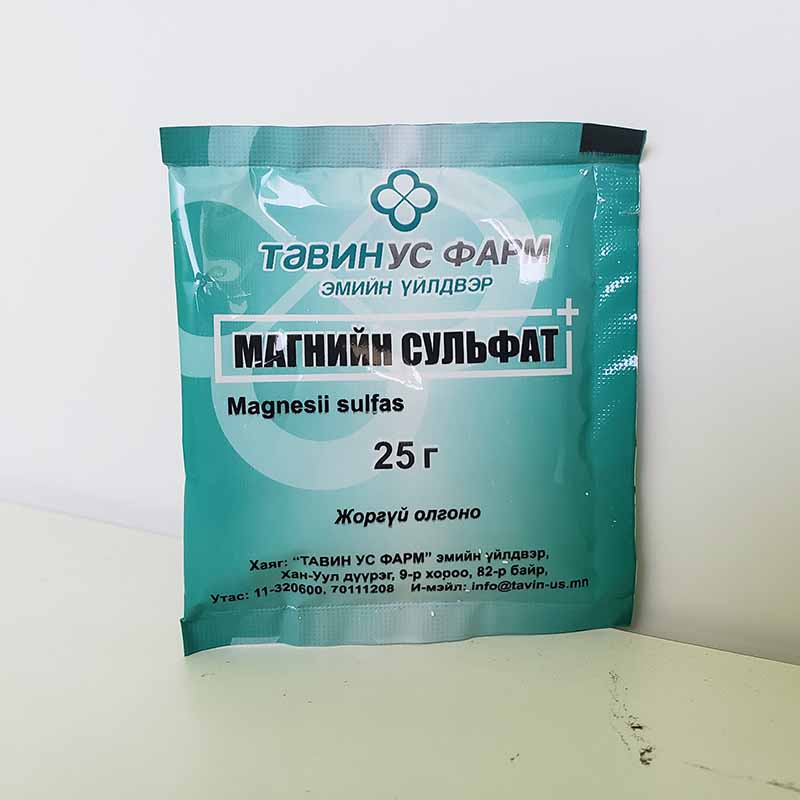 ТӘВИН УС ФАРМ
ЭМИЙН ҮЙЛДВЭР
МАГНИЙН СУЛЬФАТ
Magnesii sulfas
25 г
Жоргүй олгоно
Хаяг: "ТАВИН УС ФАРМ" эмийн үйлдвэр,
Хан-Уул дүүрэг, 9-р хороо, 82-р байр,
Утас: 11-320600, 70111208 И-мэйл: info@tavin-us.mn